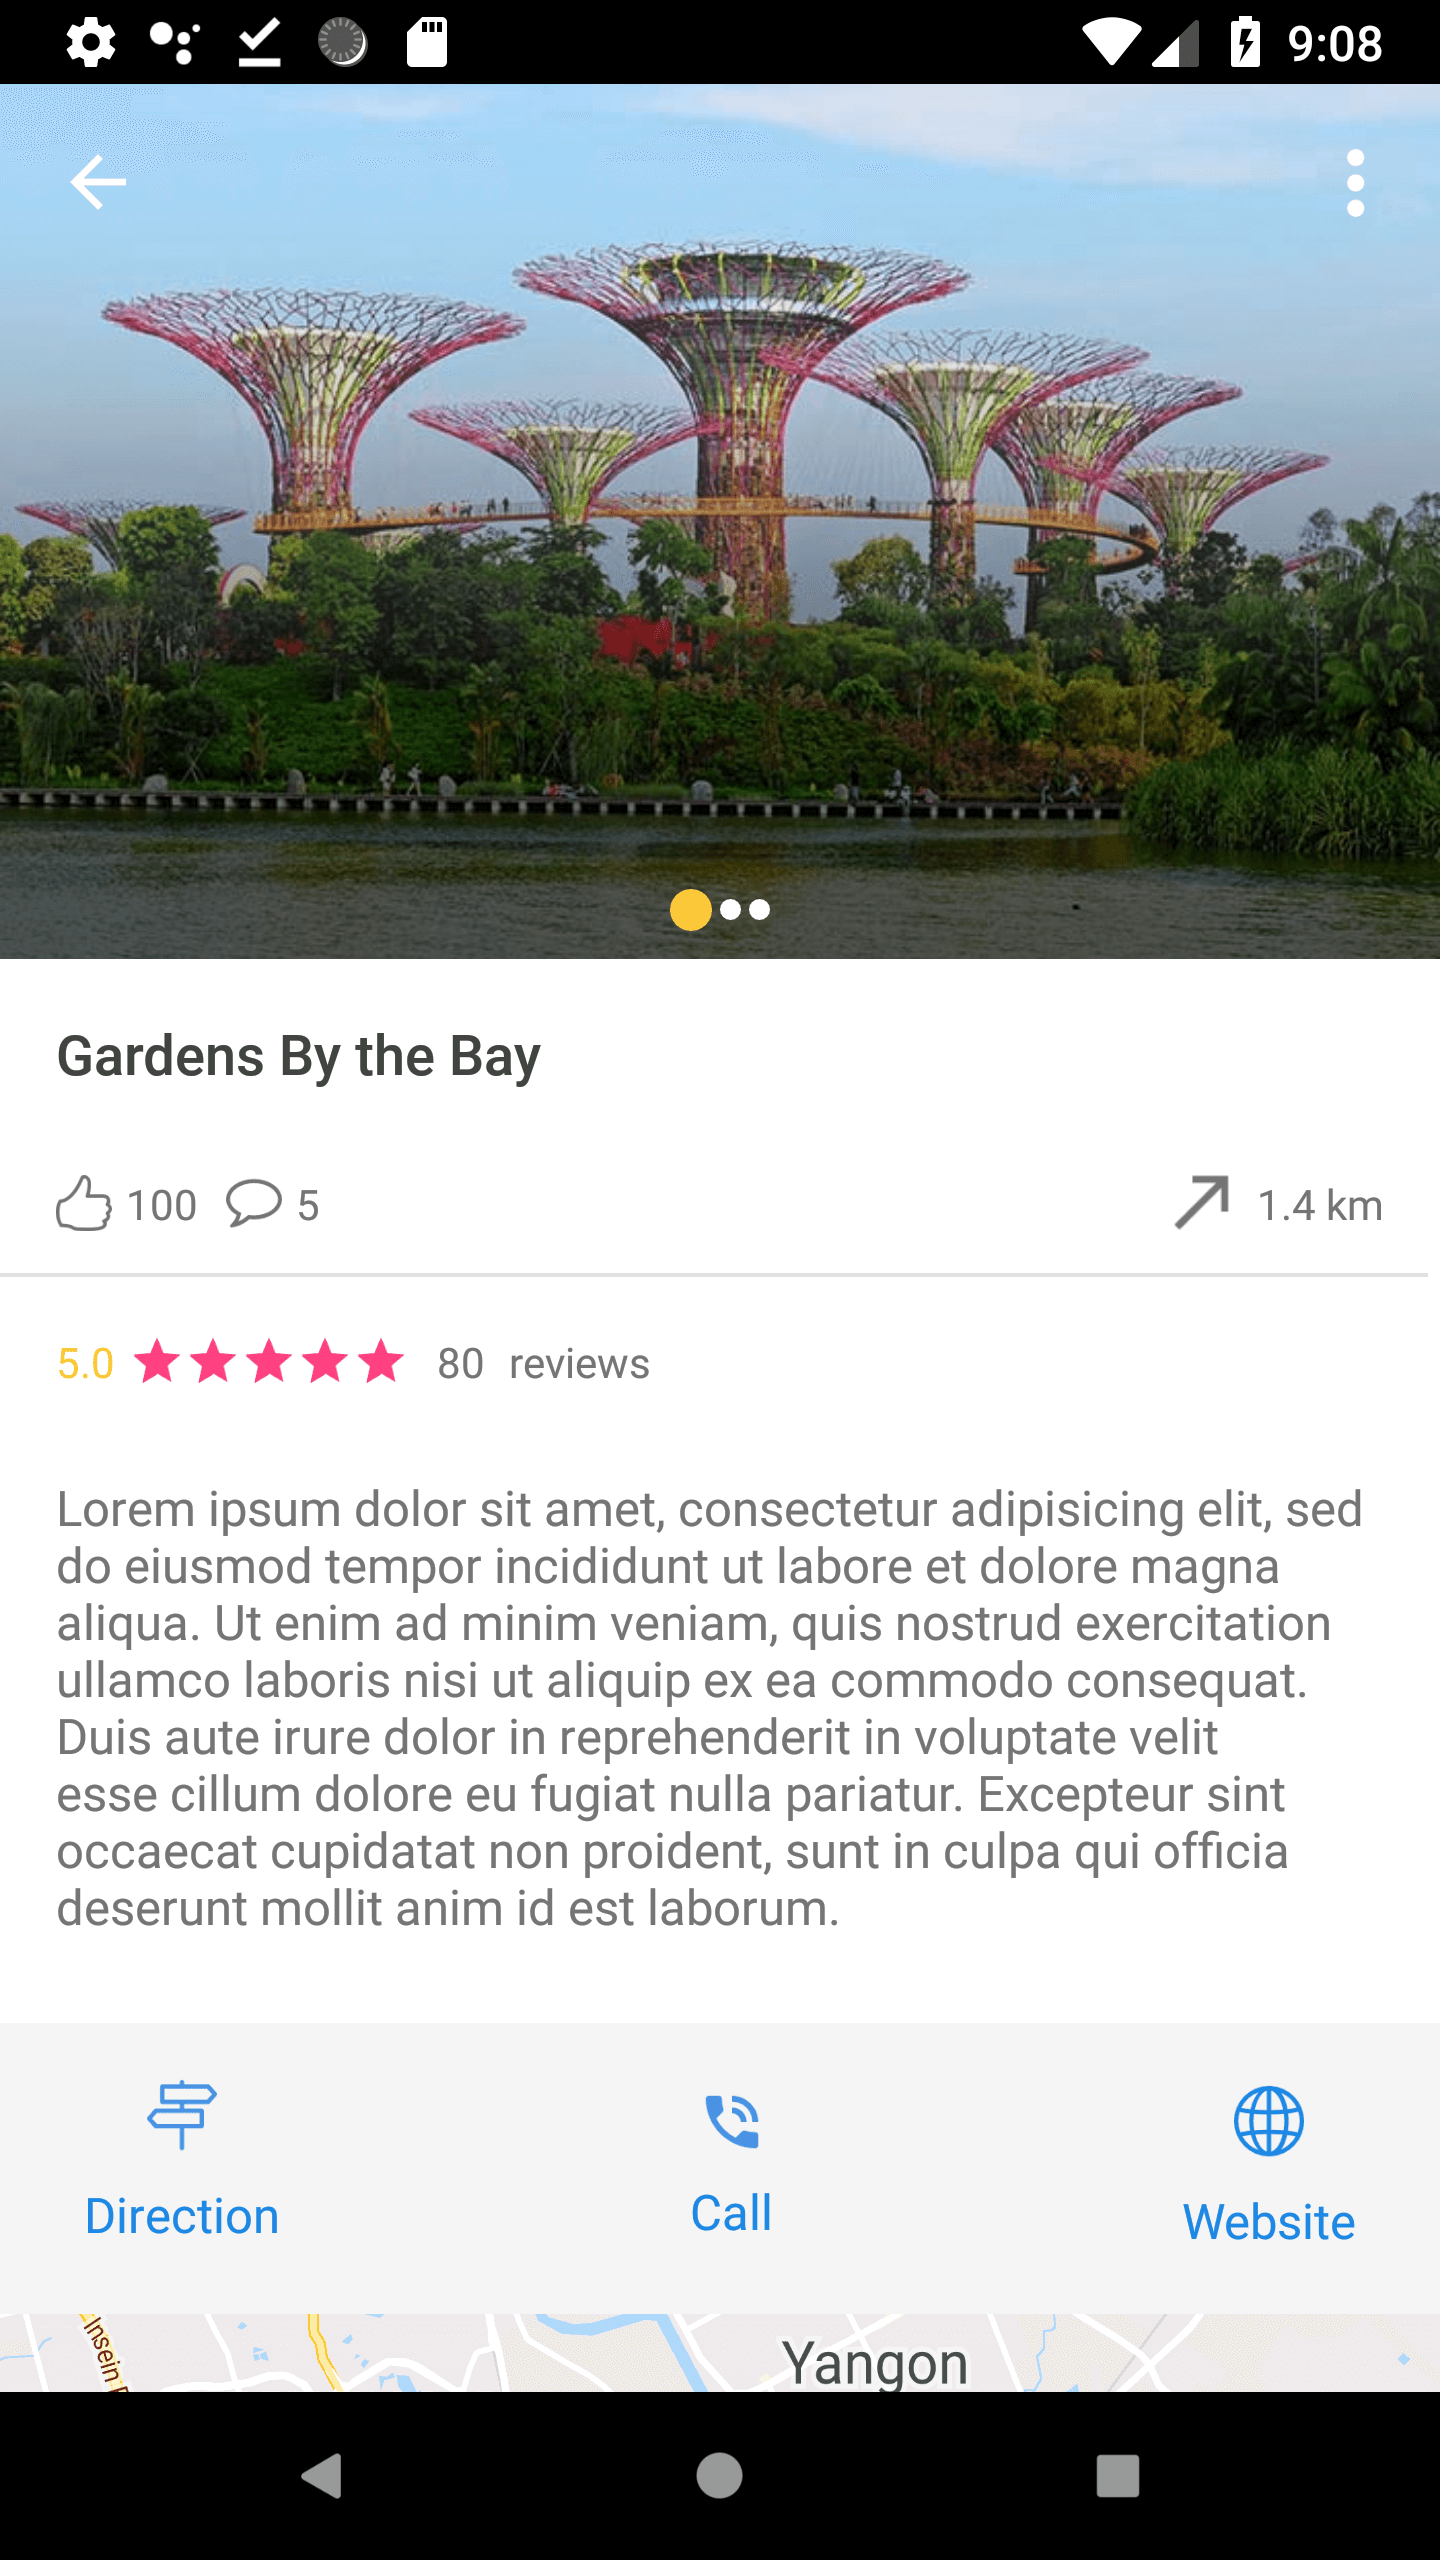 9:08
Gardens By the Bay
100 5 1.4 km
5.0 80 reviews
Lorem ipsum dolor sit amet, consectetur adipisicing elit, sed
do eiusmod tempor incididunt ut labore et dolore magna
aliqua. Ut enim ad minim veniam, quis nostrud exercitation
ullamco laboris nisi ut aliquip ex ea commodo consequat.
Duis aute irure dolor in reprehenderit in voluptate velit
esse cillum dolore eu fugiat nulla pariatur. Excepteur sint
occaecat cupidatat non proident, sunt in culpa qui officia
deserunt mollit anim id est laborum.
Direction Call Website
Insein
Yangon